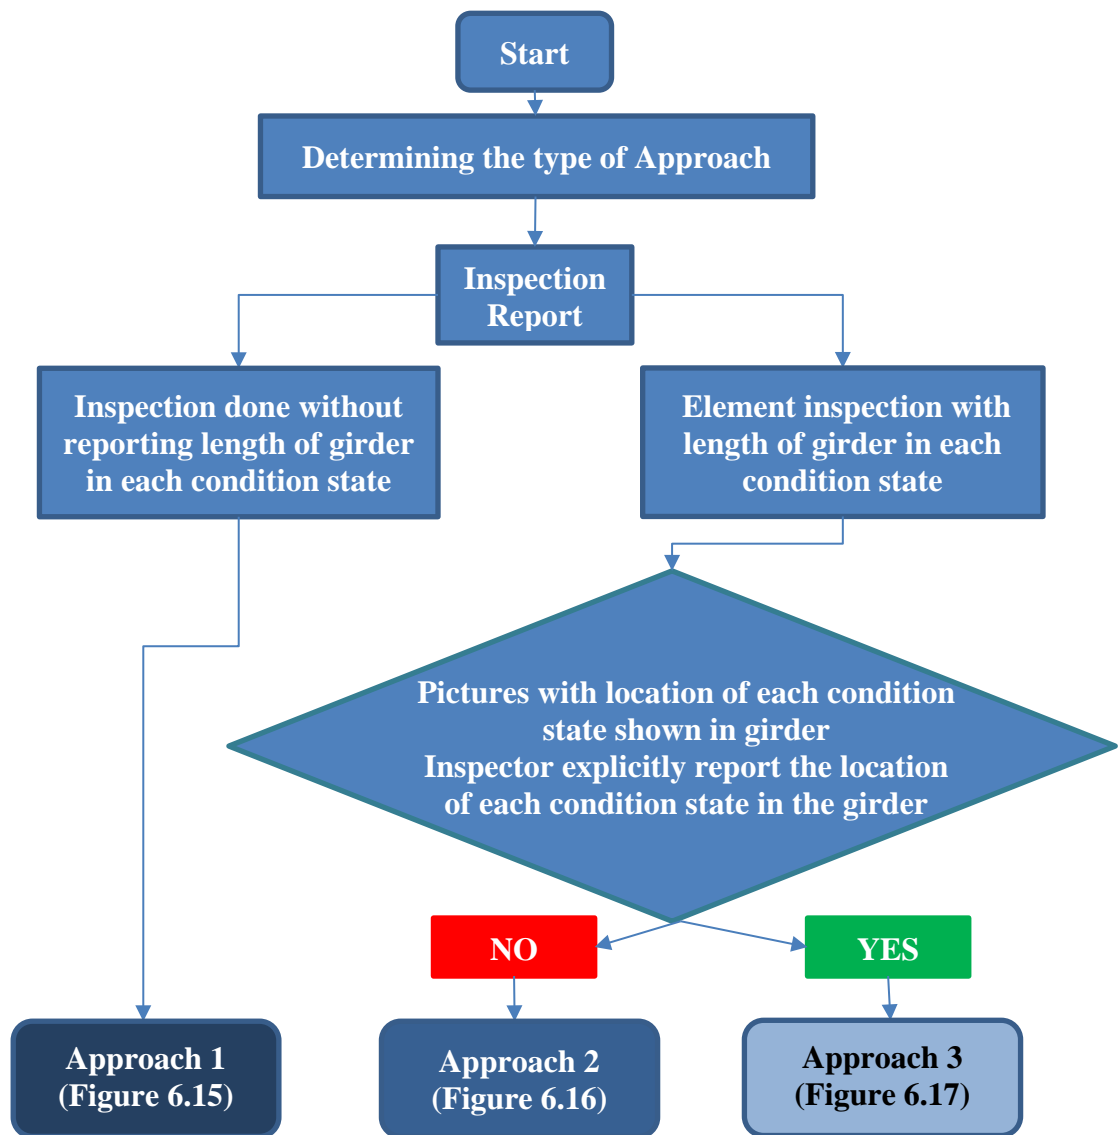 Start
Determining the type of Approach
Inspection
Report
Inspection done without
reporting length of girder
in each condition state
Element inspection with
length of girder in each
condition state
Pictures with location of each condition
state shown in girder
Inspector explicitly report the location
of each condition state in the girder
NO
YES
Approach 1
(Figure 6.15)
Approach 2
(Figure 6.16)
Approach 3
(Figure 6.17)